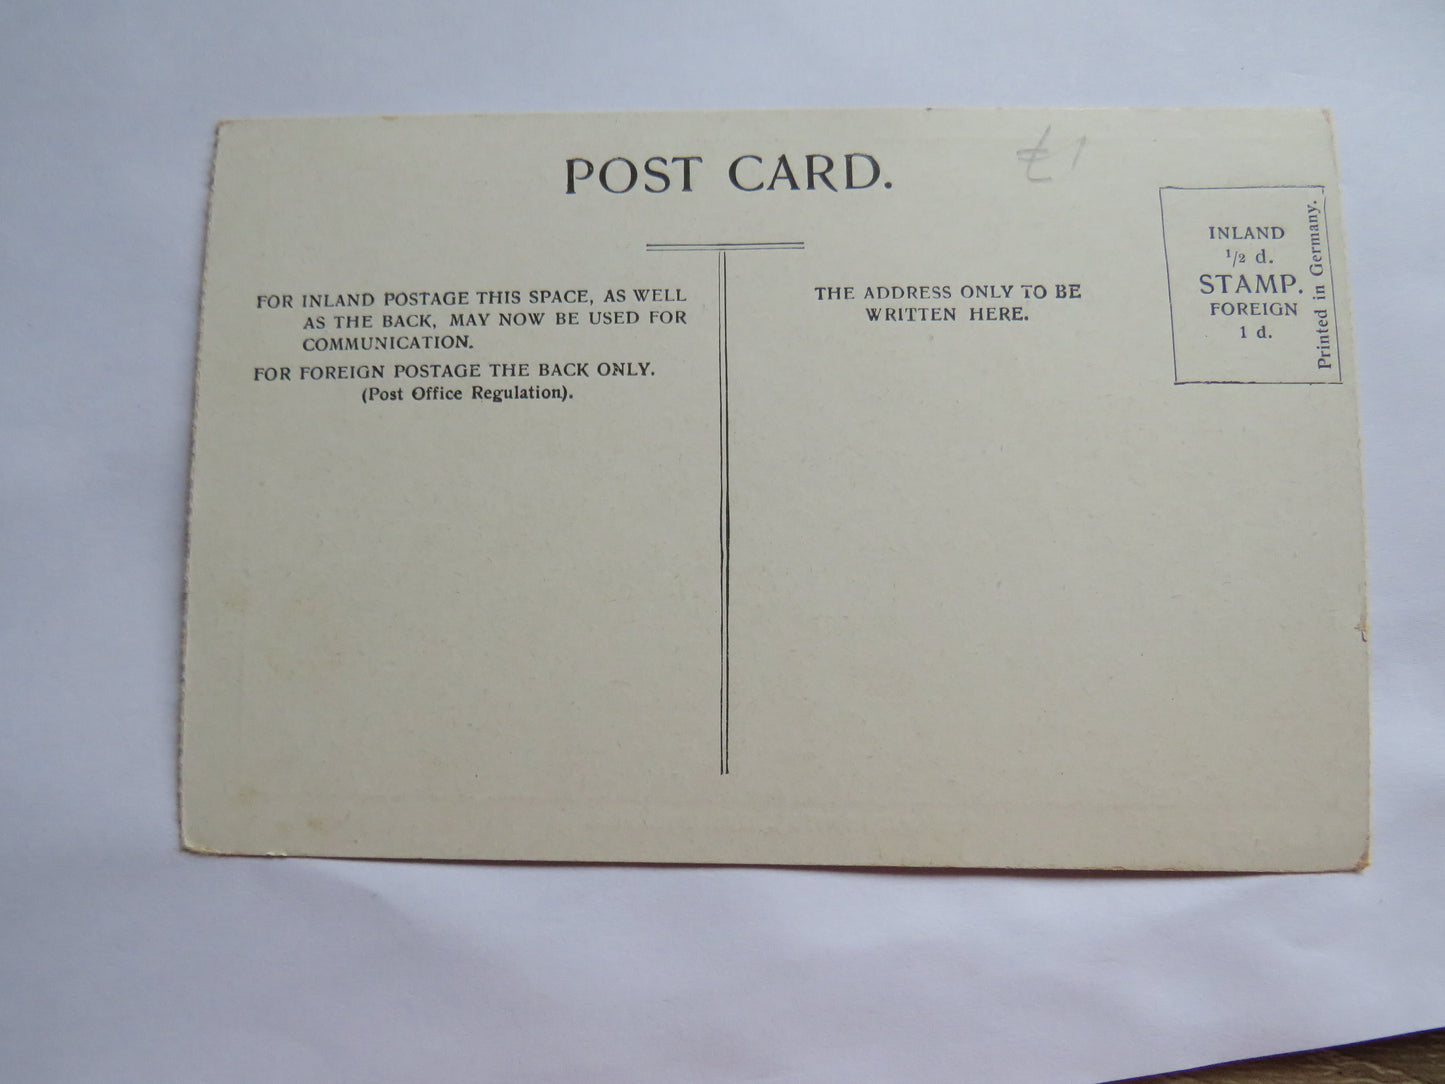 POST CARD.
£1
FOR INLAND POSTAGE THIS SPACE, AS WELL
AS THE BACK, MAY NOW BE USED FOR
COMMUNICATION.
FOR FOREIGN POSTAGE THE BACK ONLY.
(Post Office Regulation).
THE ADDRESS ONLY TO BE
WRITTEN HERE.
INLAND
1/2 d.
STAMP.
FOREIGN
1 d.
Printed in Germany.